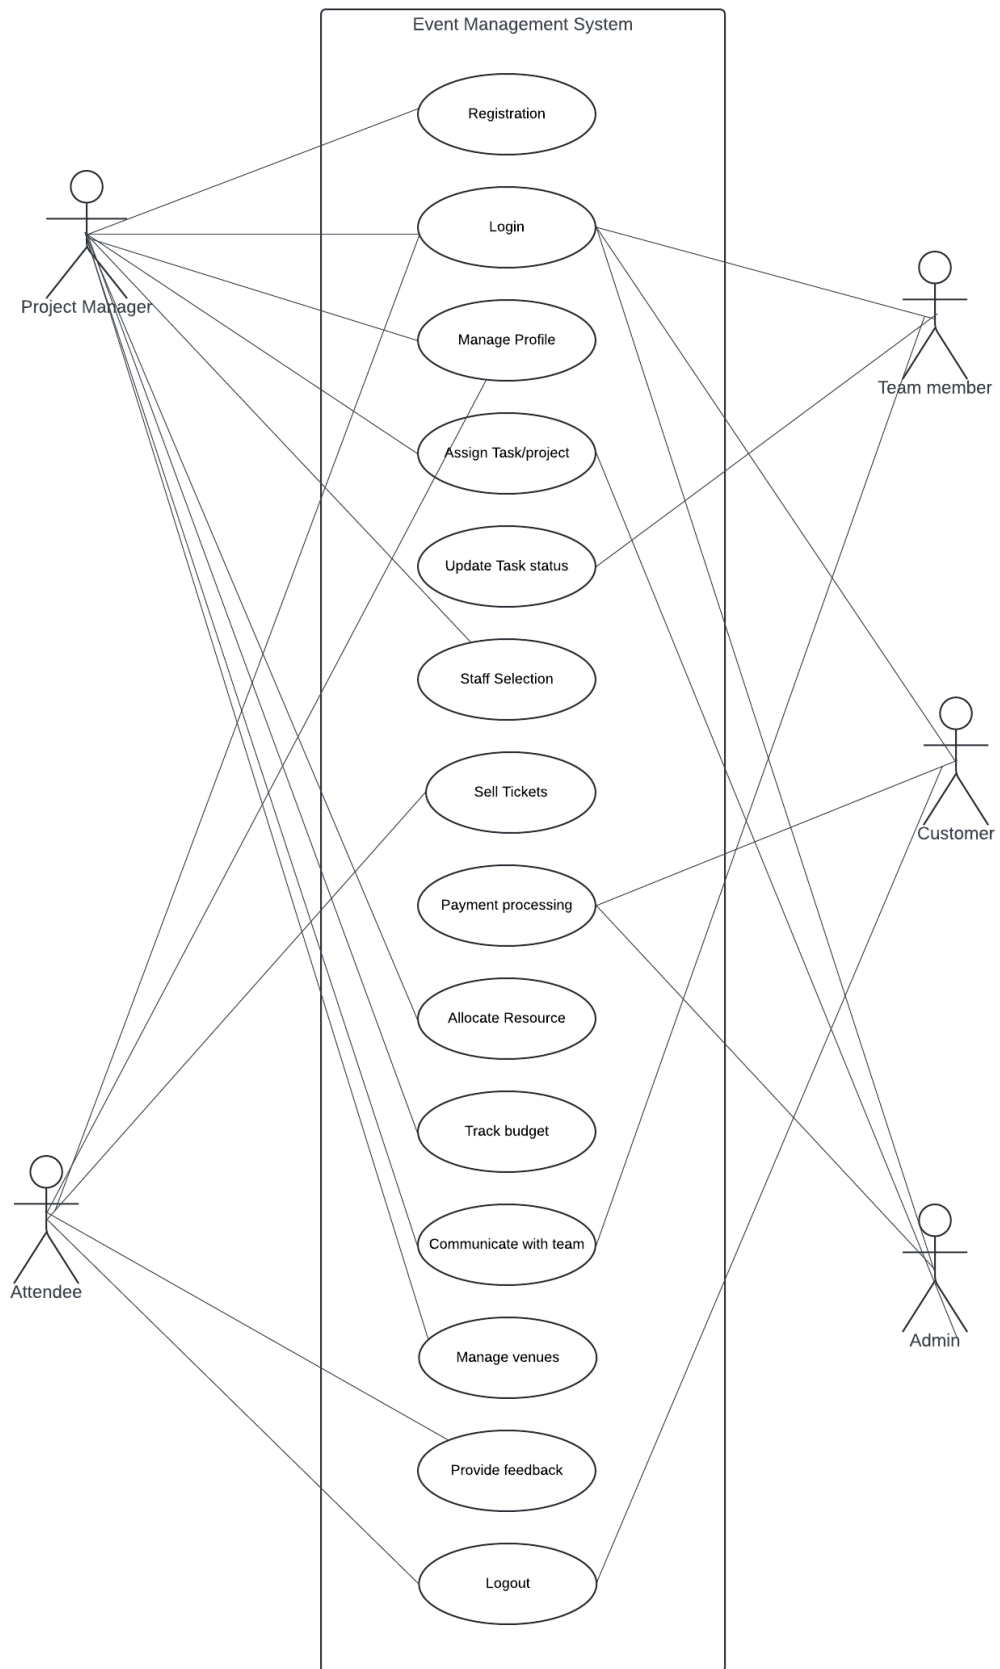 Event Management System
Registration
Login
Project Manager
Manage Profile
Team member
Assign Task/project
Update Task status
Staff Selection
Sell Tickets
Customer
Payment processing
Allocate Resource
Track budget
Communicate with team
Attendee
Admin
Manage venues
Provide feedback
Logout